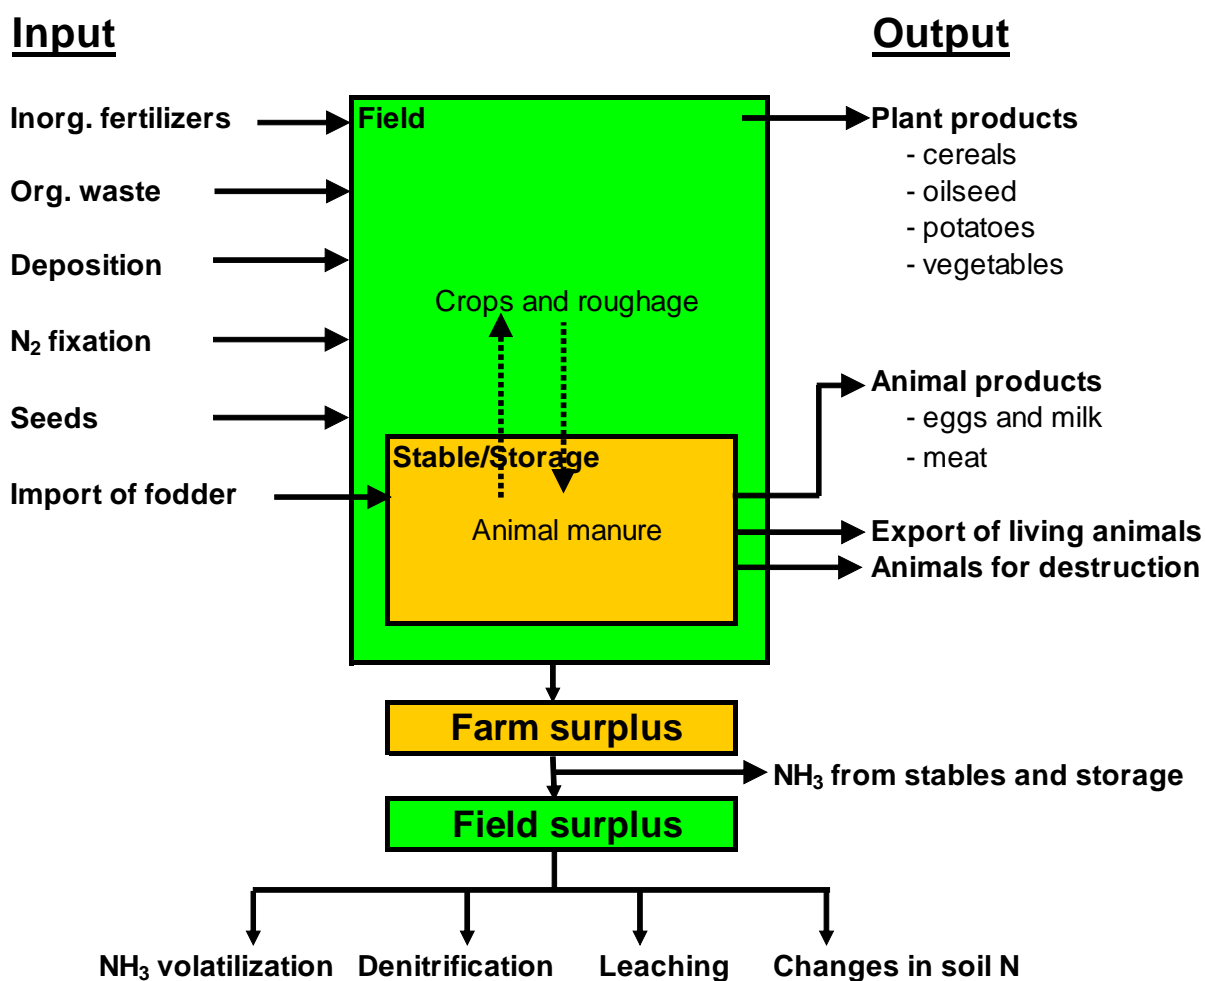 Input
Output
Inorg. fertilizers
Field
Plant products
- cereals
Org. waste
- oilseed
- potatoes
Deposition
- vegetables
Crops and roughage
N₂ fixation
Animal products
Seeds
- eggs and milk
Stable/Storage
- meat
Import of fodder
Animal manure
Export of living animals
Animals for destruction
Farm surplus
NH₃ from stables and storage
Field surplus
NH₃ volatilization
Denitrification
Leaching
Changes in soil N